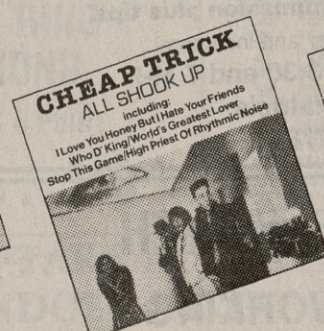 CHEAP TRICK
ALL SHOOK UP
including:
I Love You Honey But I Hate Your Friends
Who D' King/World's Greatest Lover
Stop This Game/High Priest Of Rhythmic Noise